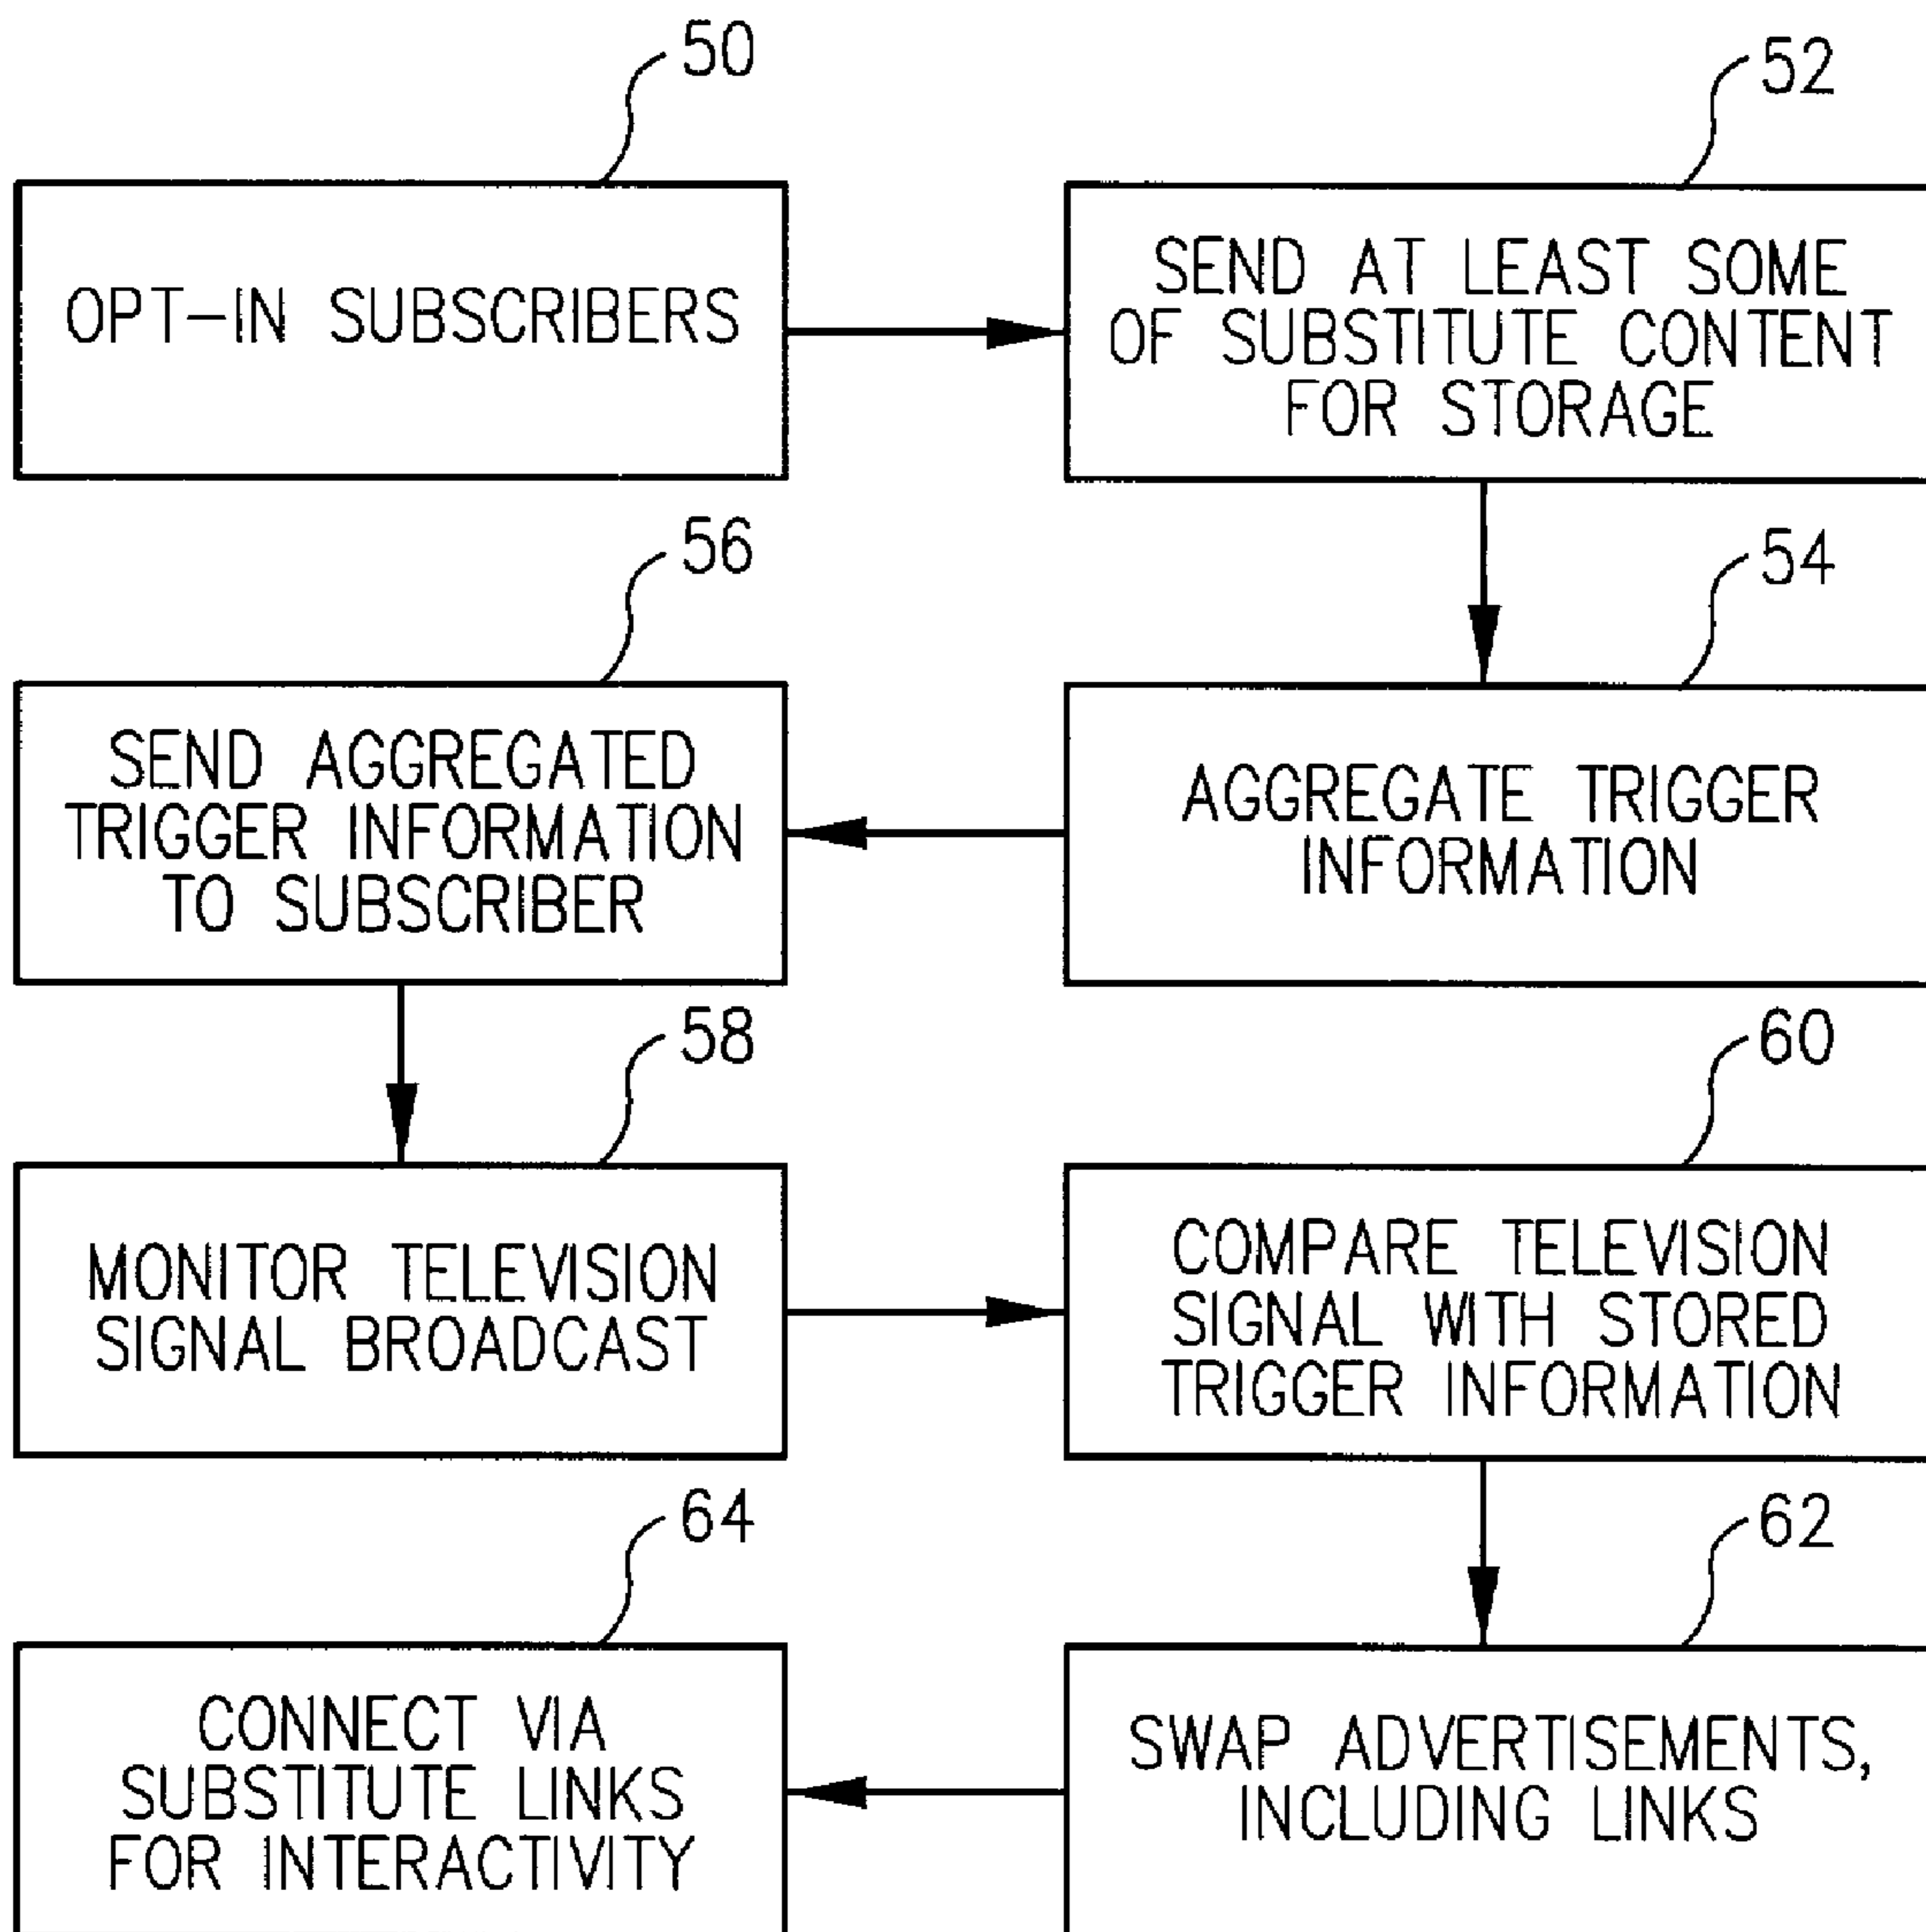 50
OPT-IN SUBSCRIBERS
52
SEND AT LEAST SOME
OF SUBSTITUTE CONTENT
FOR STORAGE
54
AGGREGATE TRIGGER
INFORMATION
56
SEND AGGREGATED
TRIGGER INFORMATION
TO SUBSCRIBER
58
MONITOR TELEVISION
SIGNAL BROADCAST
60
COMPARE TELEVISION
SIGNAL WITH STORED
TRIGGER INFORMATION
62
SWAP ADVERTISEMENTS,
INCLUDING LINKS
64
CONNECT VIA
SUBSTITUTE LINKS
FOR INTERACTIVITY